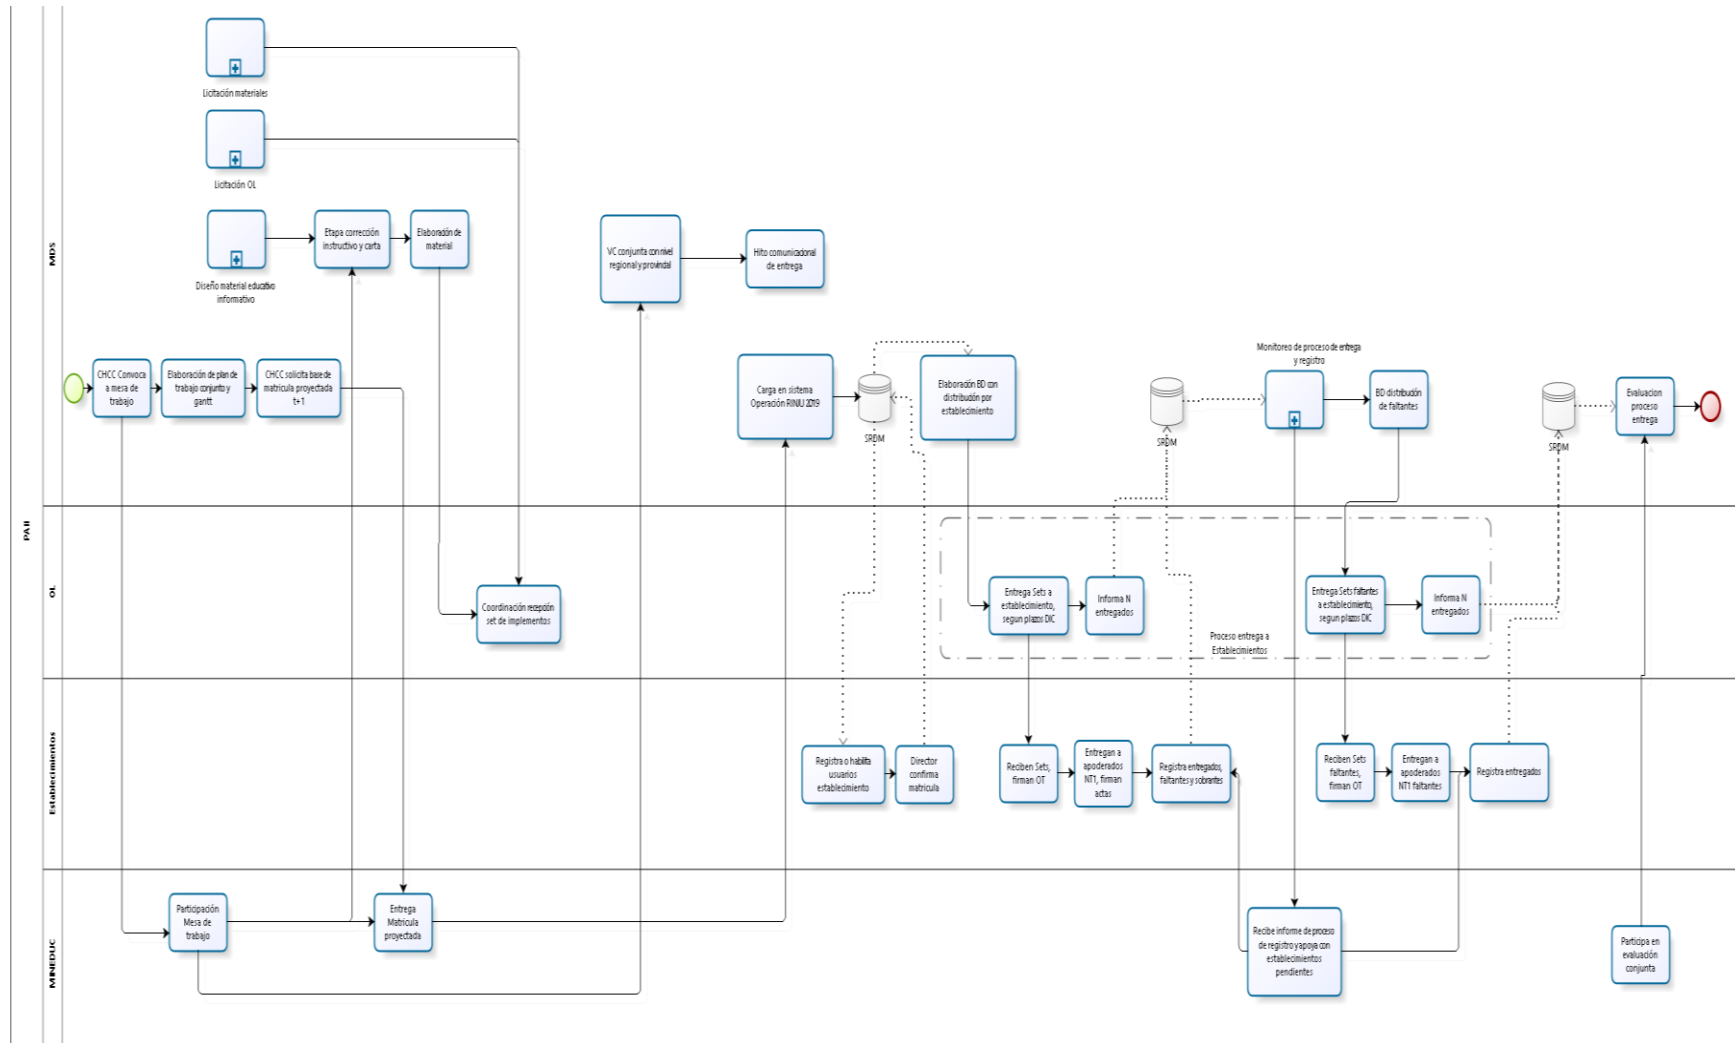 PAII
MDS
OL
Establecimientos
MINEDUC
Licitación materiales
Licitación OL
Diseño material educativo
informativo
Etapa corrección
instructivo y carta
Elaboración de
material
VC conjunta con nivel
regional y provincial
Hito comunicacional
de entrega
CHCC Convoca
a mesa de
trabajo
Elaboración de plan de
trabajo conjunto y
gantt
CHCC solicita base de
matricula proyectada
t+1
Carga en sistema
Operación RINJU 2019
SRDM
Elaboración BD con
distribución por
establecimiento
SRDM
Monitoreo de proceso de entrega
y registro
BD distribución
de faltantes
SRDM
Evaluacion
proceso
entrega
Coordinación recepción
set de implementos
Entrega Sets a
establecimiento,
segun plazos DIC
Informa N
entregados
Proceso entrega a
Establecimientos
Entrega Sets faltantes
a establecimiento,
segun plazos DIC
Informa N
entregados
Registra o habilita
usuarios
establecimiento
Director
confirma
matricula
Reciben Sets,
firman OT
Entregan a
apoderados
NT1, firman
actas
Registra entregados,
faltantes y sobrantes
Reciben Sets
faltantes,
firman OT
Entregan a
apoderados
NT1 faltantes
Registra entregados
Participación
Mesa de
trabajo
Entrega
Matricula
proyectada
Recibe informe de proceso
de registro y apoya con
establecimientos
pendientes
Participa en
evaluación
conjunta